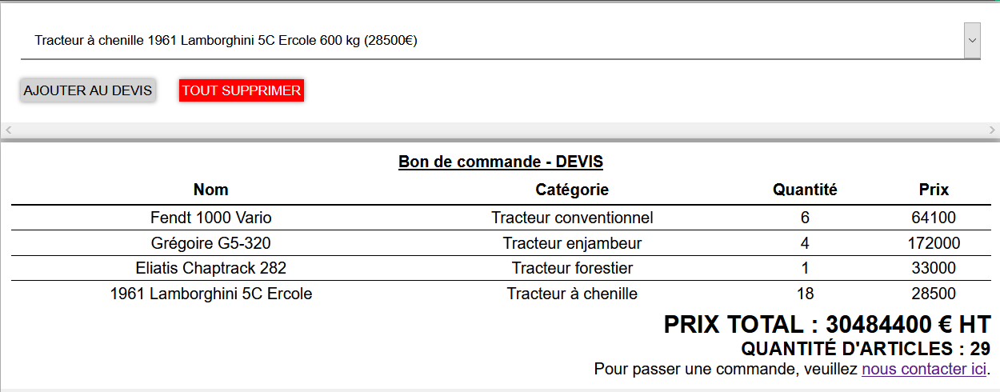 Tracteur à chenille 1961 Lamborghini 5C Ercole 600 kg (28500€)
AJOUTER AU DEVIS TOUT SUPPRIMER
Bon de commande - DEVIS
Nom Catégorie Quantité Prix
Fendt 1000 Vario Tracteur conventionnel 6 64100
Grégoire G5-320 Tracteur enjambeur 4 172000
Eliatis Chaptrack 282 Tracteur forestier 1 33000
1961 Lamborghini 5C Ercole Tracteur à chenille 18 28500
PRIX TOTAL : 30484400 € HT
QUANTITÉ D'ARTICLES : 29
Pour passer une commande, veuillez nous contacter ici.